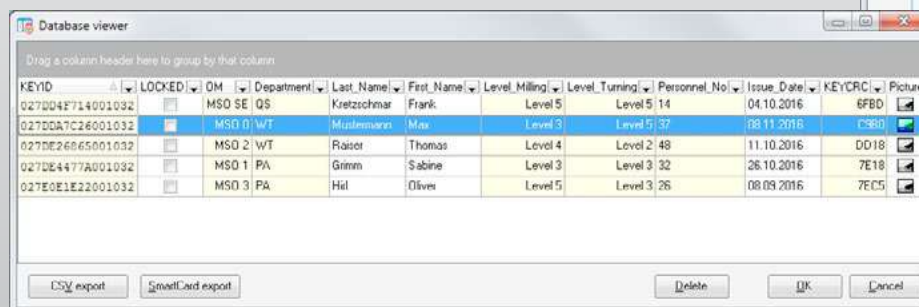 Database viewer
Drag a column header here to group by that column
KEYID LOCKED OM Department Last_Name First_Name Level_Milling Level_Turning Personnel_No Issue_Date KEYCRC Picture
027DD4F714001032 MSO SE QS Kretzschmar Frank Level 5 Level 5 14 04.10.2016 6FBD
027DDA7C26001032 MSO 0 WT Mustermann Max Level 3 Level 5 37 08.11.2016 C9B0
027DE26865001032 MSO 2 WT Raiser Thomas Level 4 Level 2 48 11.10.2016 DD18
027DE4477A001032 MSO 1 PA Grimm Sabine Level 3 Level 3 32 26.10.2016 7E18
027E0E1E22001032 MSO 3 PA Oliver Level 5 Level 3 26 08.09.2016 7EC5
CSV export SmartCard export Delete OK Cancel